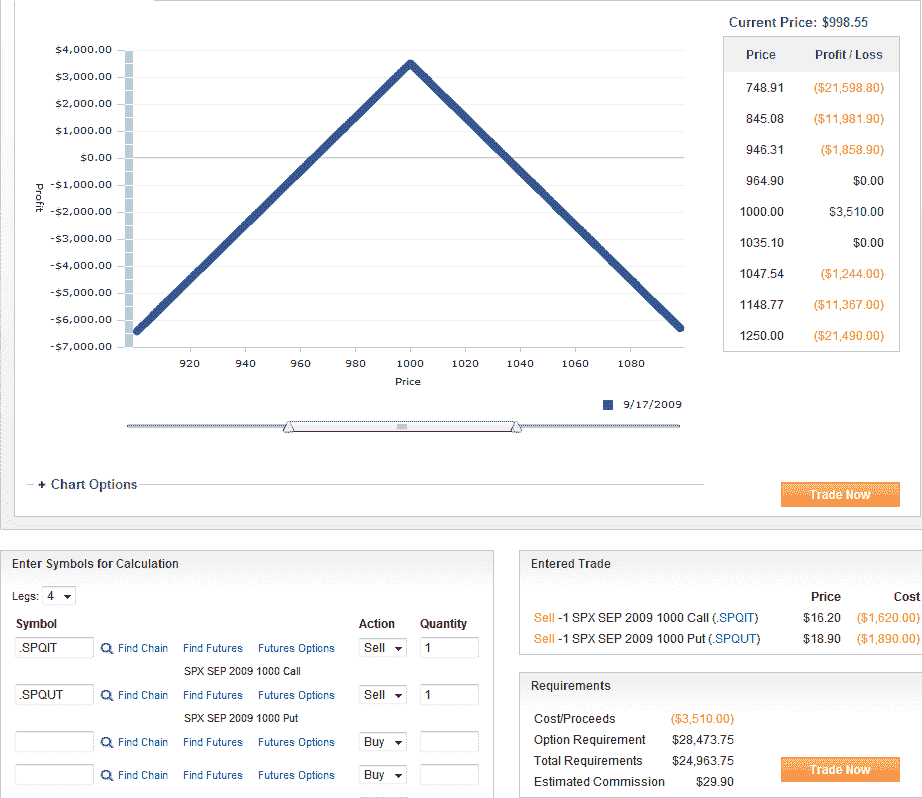 Current Price: $998.55
Price Profit / Loss
748.91 ($21,598.80)
845.08 ($11,981.90)
946.31 ($1,858.90)
964.90 $0.00
1000.00 $3,510.00
1035.10 $0.00
1047.54 ($1,244.00)
1148.77 ($11,367.00)
1250.00 ($21,490.00)
$4,000.00
$3,000.00
$2,000.00
$1,000.00
$0.00
-$1,000.00
-$2,000.00
-$3,000.00
-$4,000.00
-$5,000.00
-$6,000.00
-$7,000.00
Profit
920 940 960 980 1000 1020 1040 1060 1080
Price
9/17/2009
+ Chart Options
Trade Now
Enter Symbols for Calculation
Legs: 4
Symbol Action Quantity
.SPQIT Find Chain Find Futures Futures Options Sell 1
SPX SEP 2009 1000 Call
.SPQUT Find Chain Find Futures Futures Options Sell 1
SPX SEP 2009 1000 Put
Find Chain Find Futures Futures Options Buy
Find Chain Find Futures Futures Options Buy
Entered Trade
Price Cost
Sell -1 SPX SEP 2009 1000 Call (.SPQIT) $16.20 ($1,620.00)
Sell -1 SPX SEP 2009 1000 Put (.SPQUT) $18.90 ($1,890.00)
Requirements
Cost/Proceeds ($3,510.00)
Option Requirement $28,473.75
Total Requirements $24,963.75
Estimated Commission $29.90
Trade Now